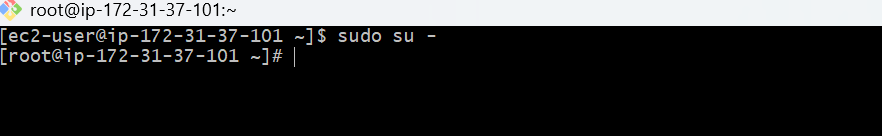 root@ip-172-31-37-101:~
[ec2-user@ip-172-31-37-101 ~]$ sudo su -
[root@ip-172-31-37-101 ~]#